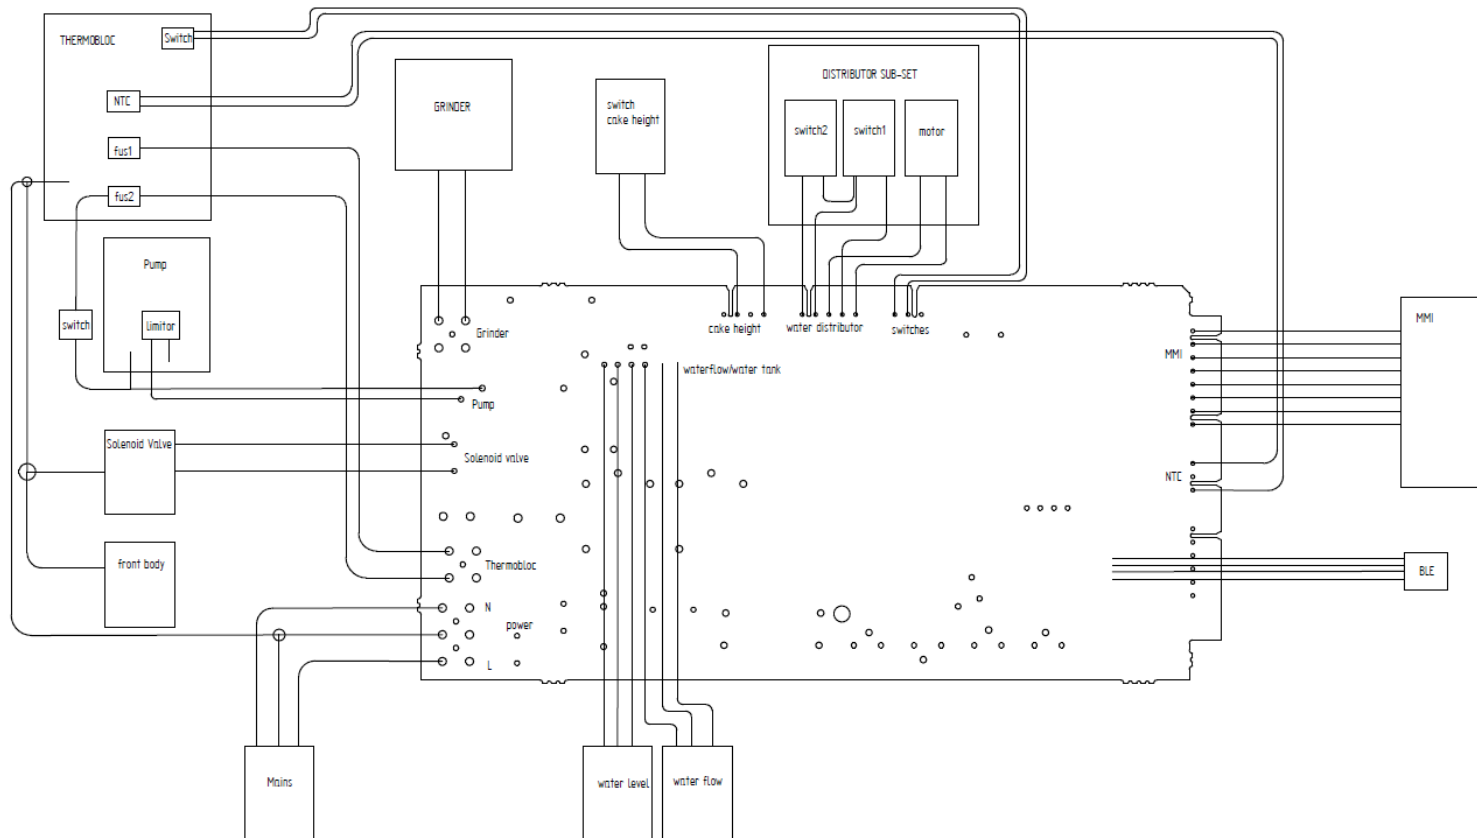 THERMOBLOC
Switch
NTC
fus1
fus2
GRINDER
switch
cake height
DISTRIBUTOR SUB-SET
switch2
switch1
motor
Pump
switch
limitor
Grinder
cake height
water distributor
switches
MMI
MMI
waterflow/water tank
Pump
Solenoid Valve
Solenoid valve
NTC
front body
Thermobloc
BLE
N
power
L
Mains
water level
water flow